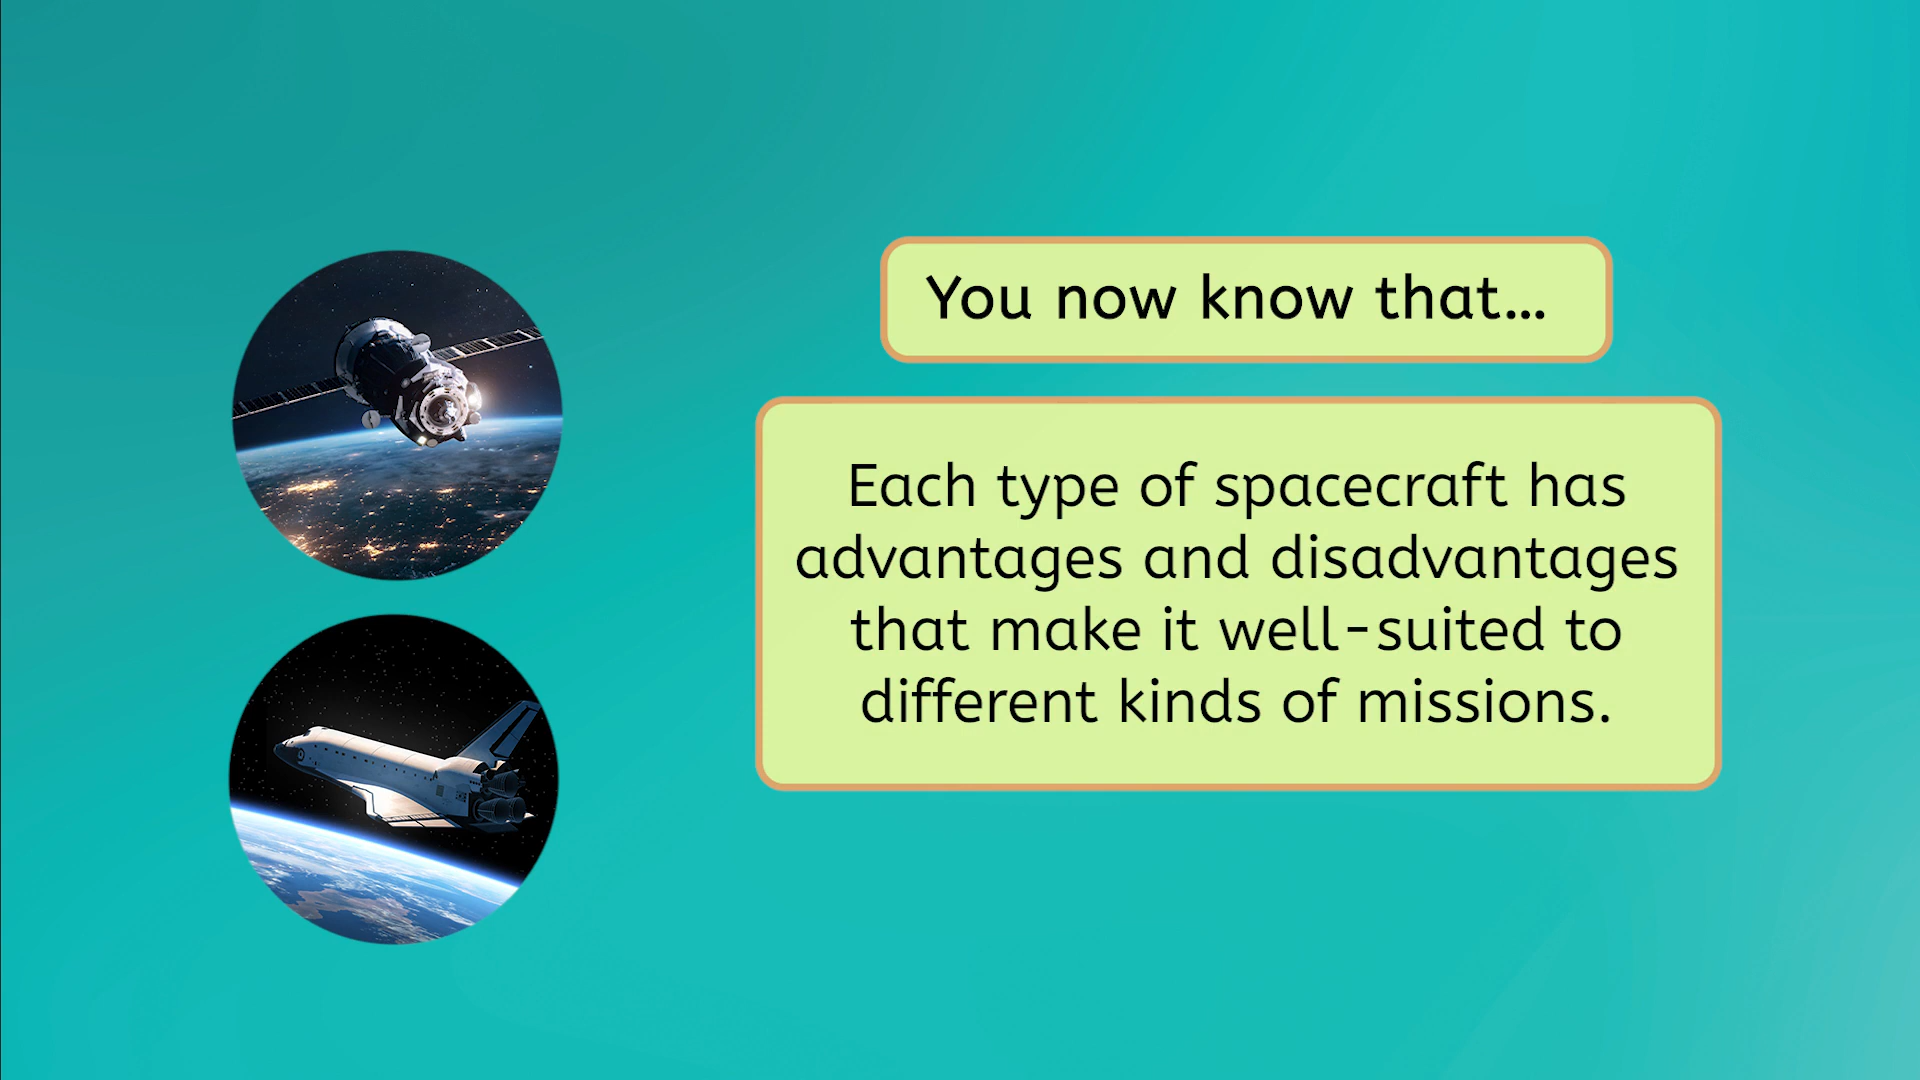 You now know that...
Each type of spacecraft has
advantages and disadvantages
that make it well-suited to
different kinds of missions.